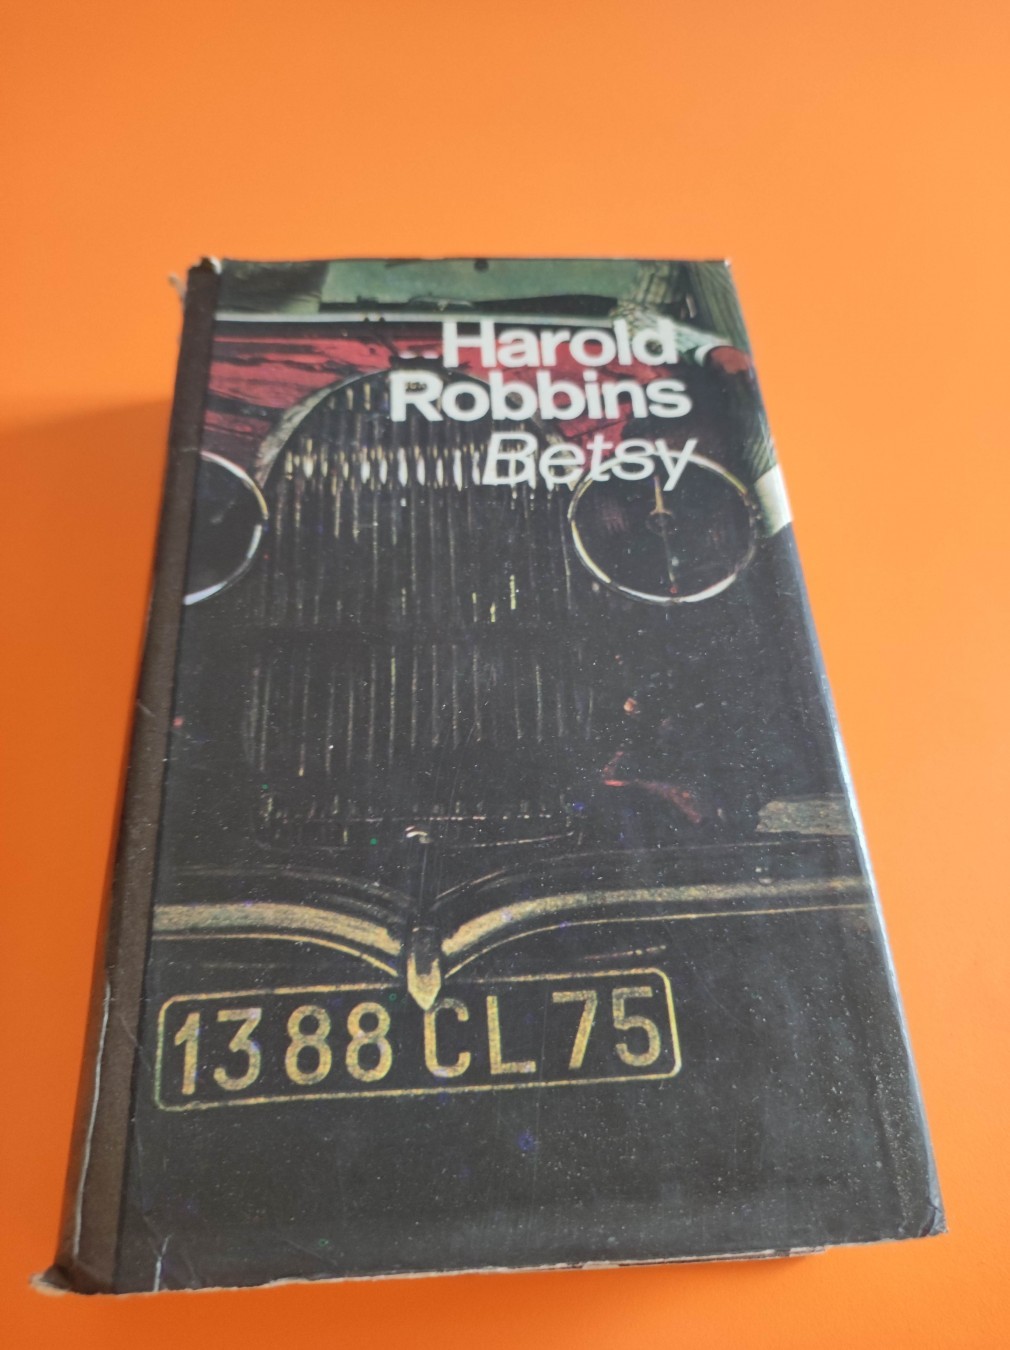 Harold
Robbins
Betsy
1388 CL 75